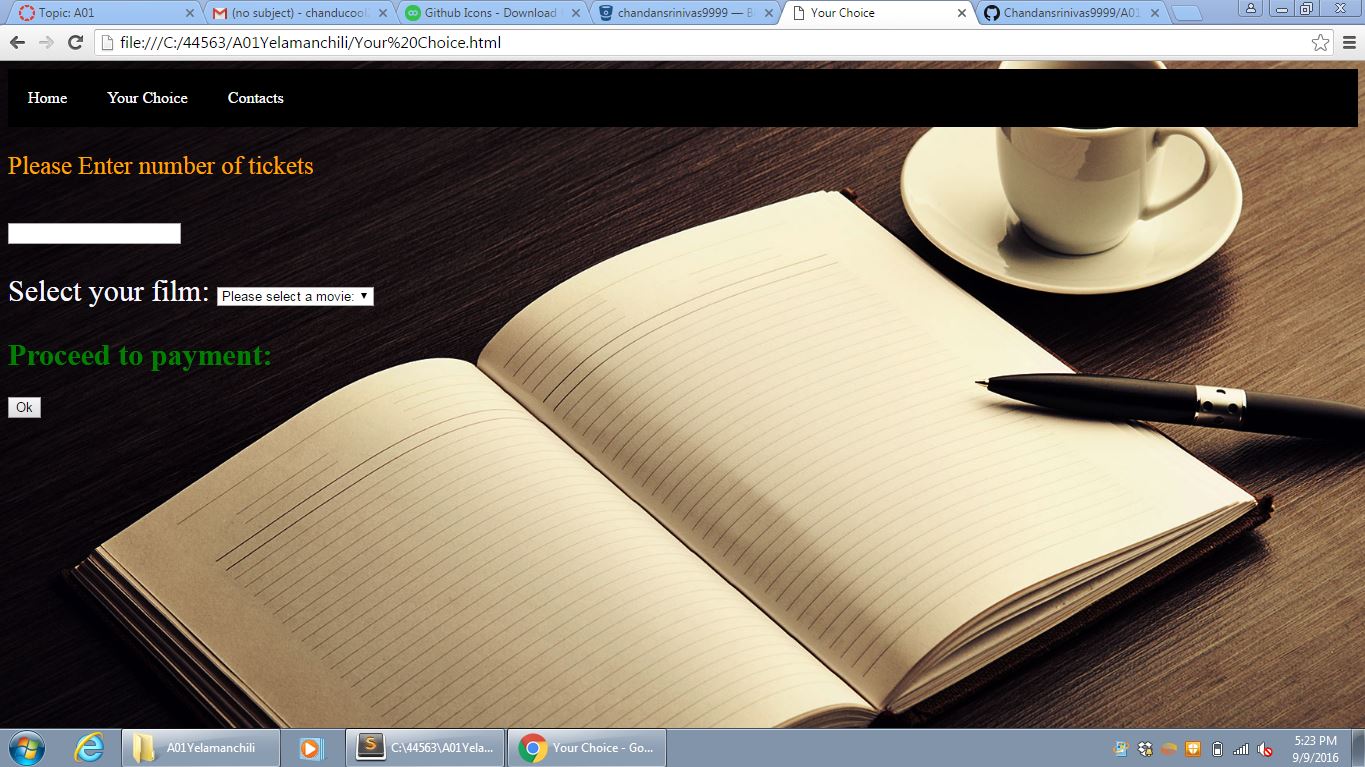 Topic: A01
(no subject) - chanducool
Github Icons - Download
chandansrinivas9999 — B
Your Choice
Chandansrinivas9999/A01
file:///C:/44563/A01Yelamanchili/Your%20Choice.html
Home Your Choice Contacts
Please Enter number of tickets
Select your film: Please select a movie:
Proceed to payment:
Ok
A01Yelamanchili
C:\44563\A01Yela...
Your Choice - Go...
5:23 PM
9/9/2016